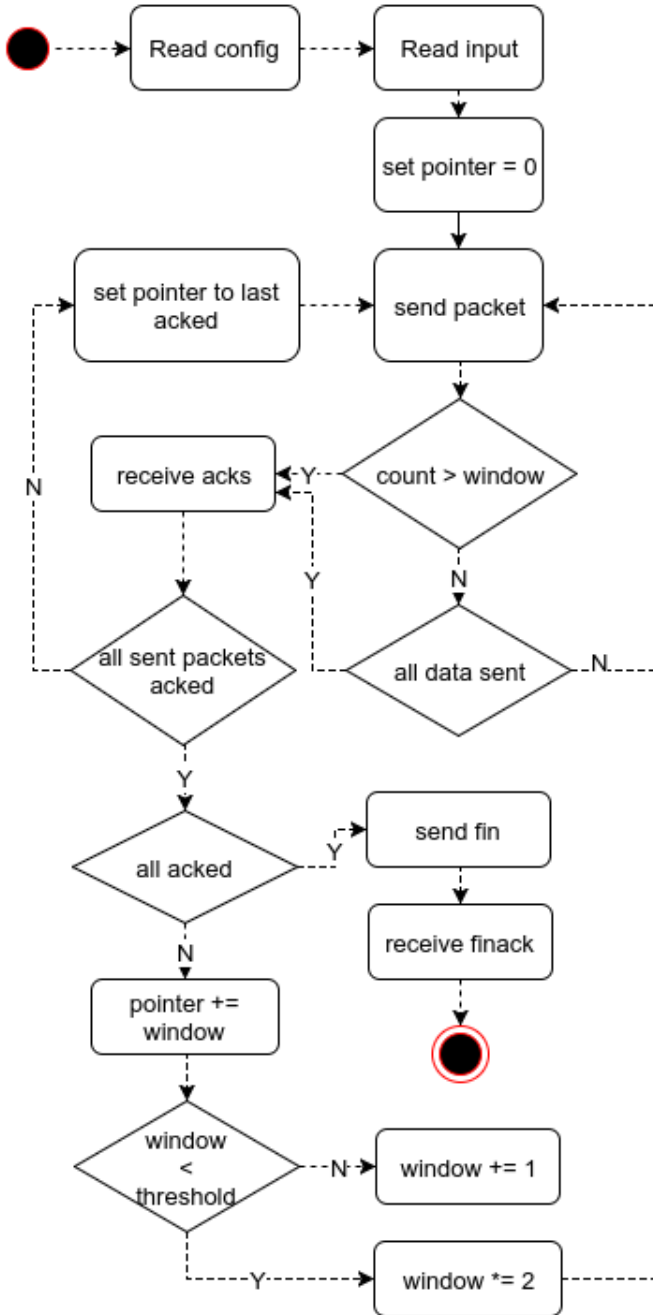 Read config
Read input
set pointer = 0
set pointer to last
acked
send packet
receive acks
Y
count > window
N
Y
N
all sent packets
acked
all data sent
N
Y
send fin
all acked
Y
receive finack
N
pointer +=
window
window
<
threshold
N
window += 1
Y
window *= 2